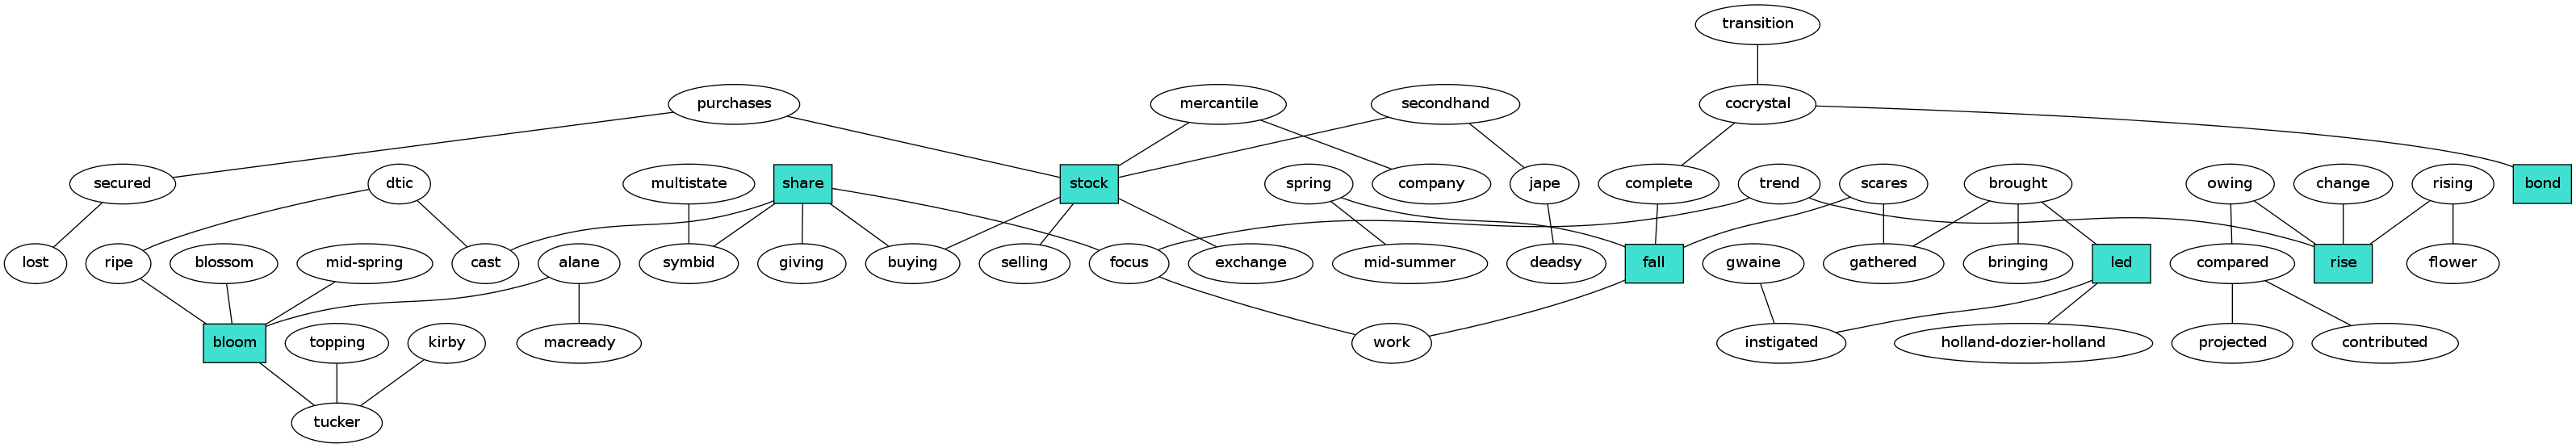 transition
purchases
mercantile
secondhand
cocrystal
secured
dtic
multistate
share
stock
spring
company
jape
complete
trend
scares
brought
owing
change
rising
bond
lost
ripe
blossom
mid-spring
cast
alane
symbid
giving
buying
selling
focus
exchange
mid-summer
deadsy
fall
gwaine
gathered
bringing
led
compared
rise
flower
bloom
topping
kirby
macready
work
instigated
holland-dozier-holland
projected
contributed
tucker